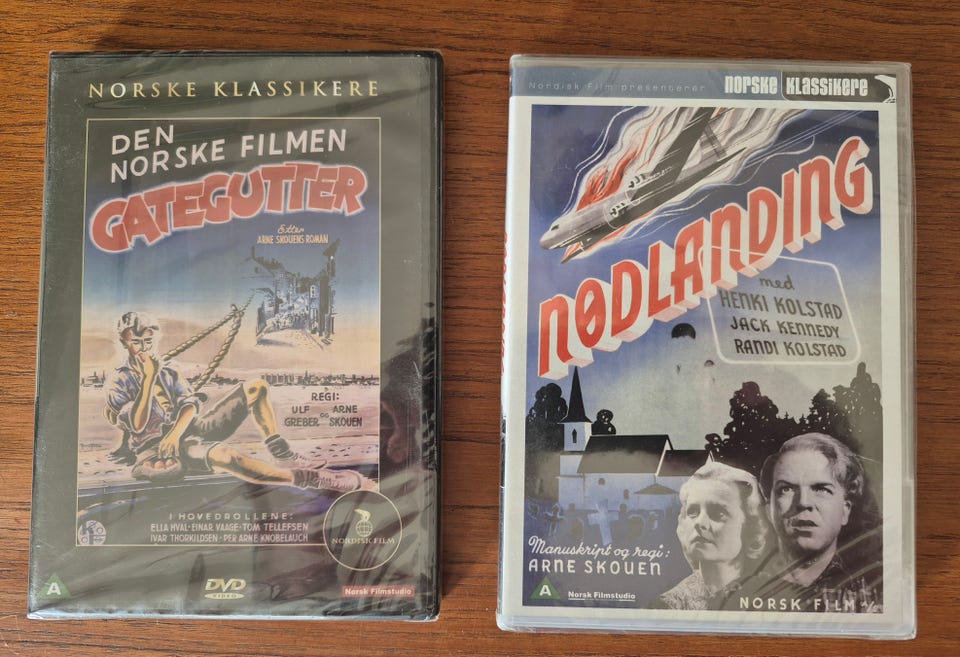 NORSKE KLASSIKERE
DEN
NORSKE FILMEN
GATEGUTTER
Etter
ARNE SKOUENS ROMAN
REGI:
ULF OG ARNE
GREBER SKOUEN
I HOVEDROLLENE:
ELLA HVAL · EINAR VAAGE · TOM TELLEFSEN
IVAR THORKILDSEN · PER ARNE KNOBELAUCH
NORDISK FILM
A
DVD
VIDEO
Norsk Filmstudio
Nordisk Film presenterer
NORSKE KLASSIKERE
NØDLANDING
med
HENKI KOLSTAD
JACK KENNEDY
RANDI KOLSTAD
Manuskript og regi:
ARNE SKOUEN
A
Norsk Filmstudio
NORSK FILM A/S